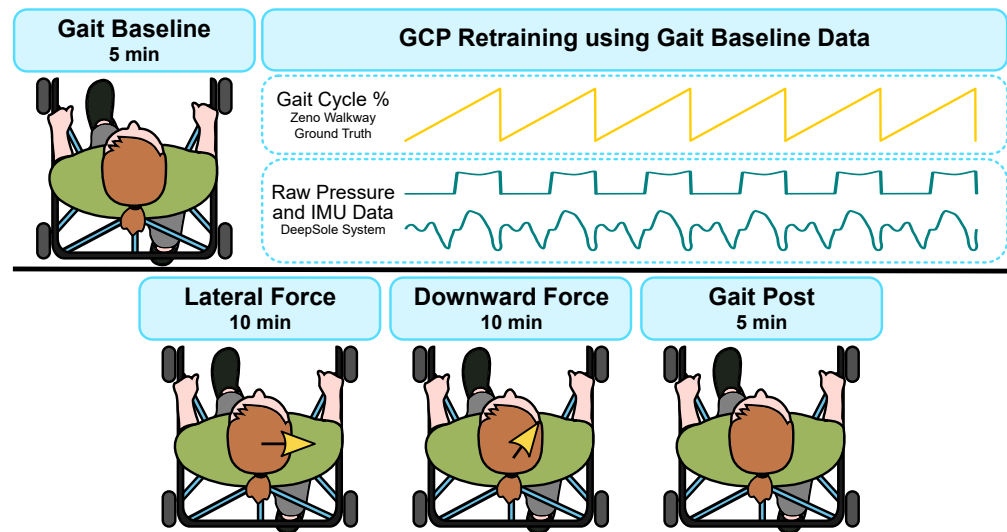 Gait Baseline
5 min
GCP Retraining using Gait Baseline Data
Gait Cycle %
Zeno Walkway
Ground Truth
Raw Pressure
and IMU Data
DeepSole System
Lateral Force
10 min
Downward Force
10 min
Gait Post
5 min